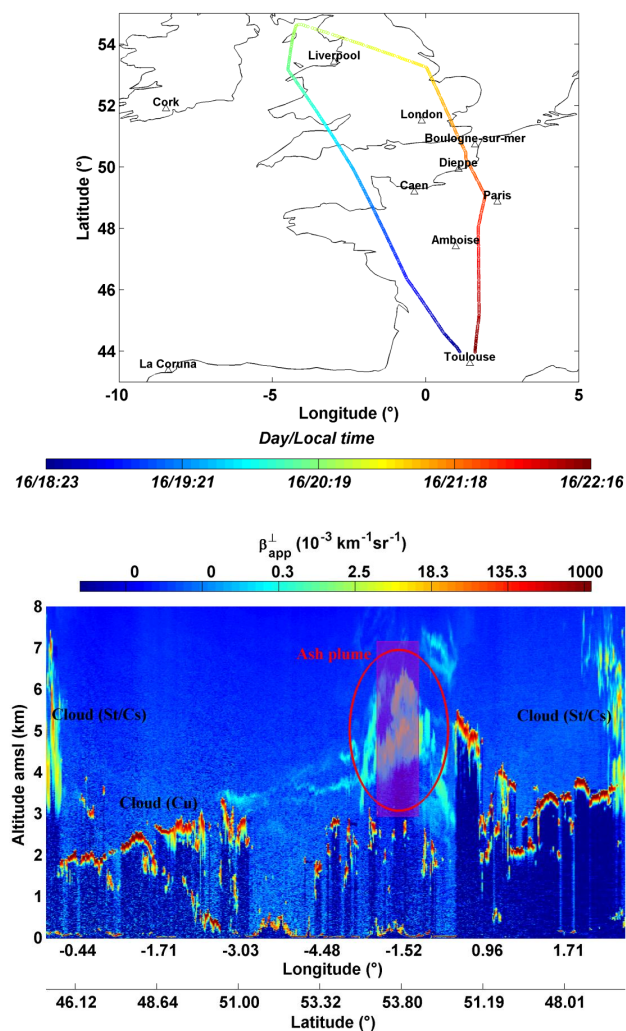 54
52
50
48
46
44
Latitude (°)
Liverpool
Cork
London
Boulogne-sur-mer
Dieppe
Caen
Paris
Amboise
Toulouse
La Coruna
-10 -5 0 5
Longitude (°)
Day/Local time
16/18:23 16/19:21 16/20:19 16/21:18 16/22:16
β⊥app (10-3 km-1sr-1)
0 0 0.3 2.5 18.3 135.3 1000
8
7
6
5
4
3
2
1
0
Altitude amsl (km)
Ash plume
Cloud (St/Cs) Cloud (St/Cs)
Cloud (Cu)
-0.44 -1.71 -3.03 -4.48 -1.52 0.96 1.71
Longitude (°)
46.12 48.64 51.00 53.32 53.80 51.19 48.01
Latitude (°)